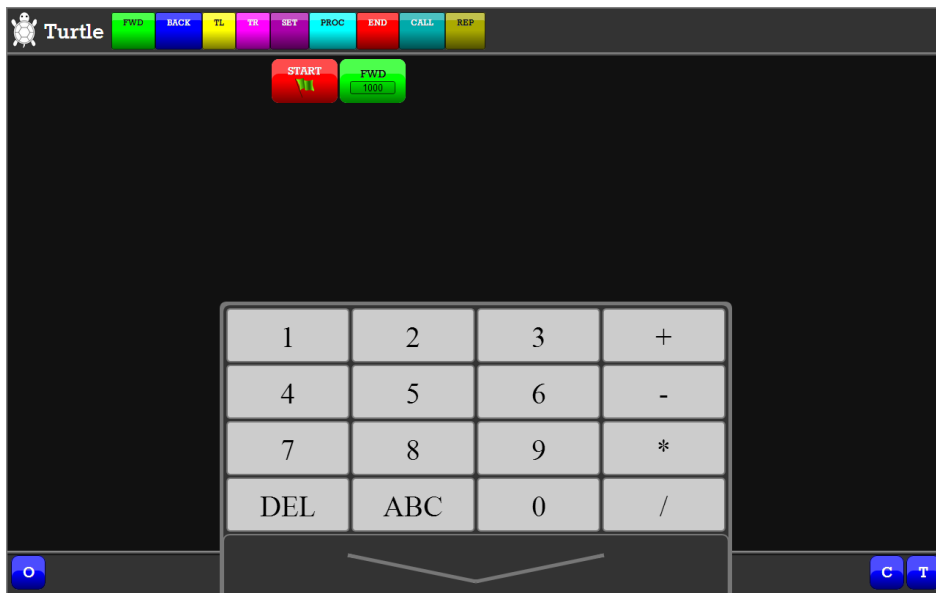 Turtle FWD BACK TL TR SET PROC END CALL REP
START FWD
1000
1 2 3 +
4 5 6 -
7 8 9 *
DEL ABC 0 /
O C T